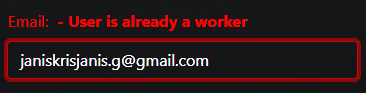 Email: - User is already a worker
janiskrisjanis.g@gmail.com